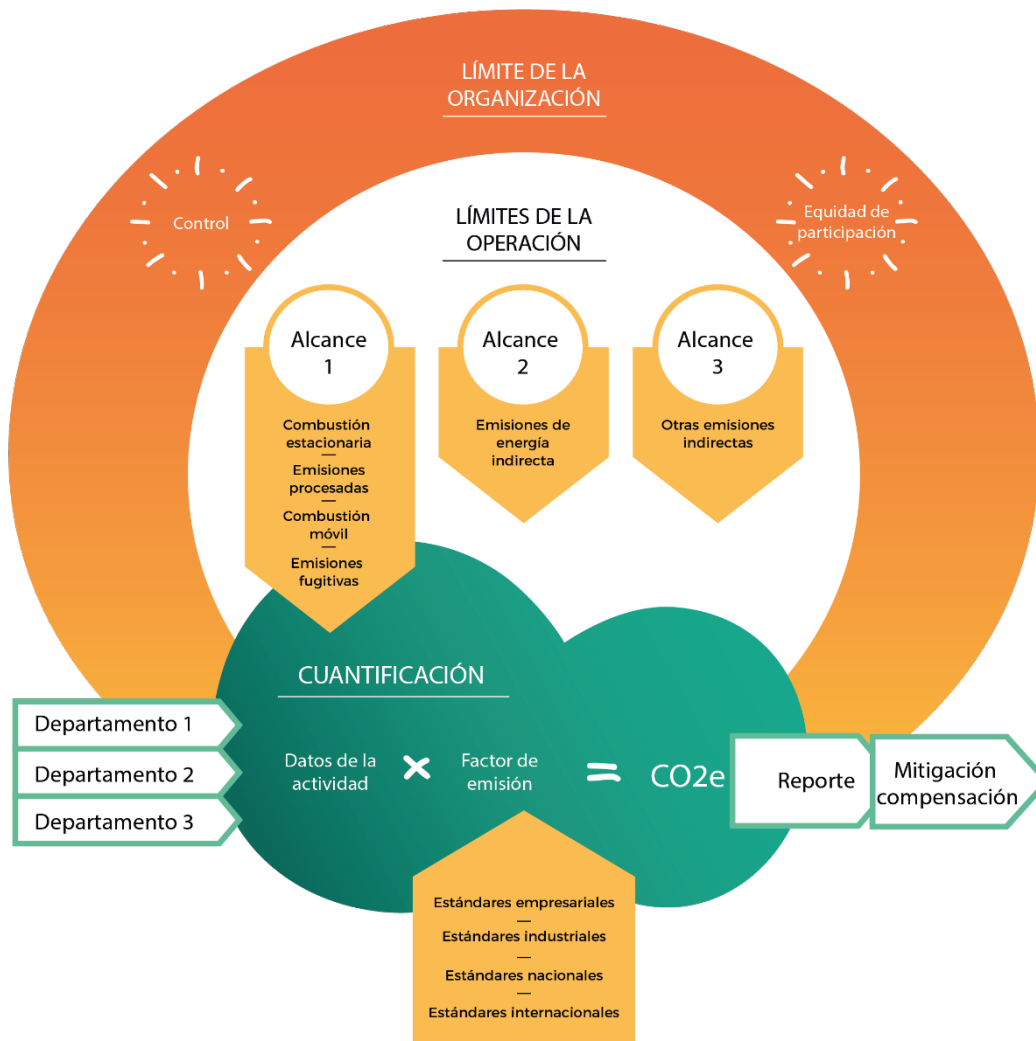 LÍMITE DE LA
ORGANIZACIÓN
Control
Equidad de
participación
LÍMITES DE LA
OPERACIÓN
Alcance
1
Combustión
estacionaria
Emisiones
procesadas
Combustión
móvil
Emisiones
fugitivas
Alcance
2
Emisiones de
energía
indirecta
Alcance
3
Otras emisiones
indirectas
CUANTIFICACIÓN
Departamento 1
Departamento 2
Departamento 3
Datos de la
actividad
×
Factor de
emisión
=
CO2e
Reporte
Mitigación
compensación
Estándares empresariales
Estándares industriales
Estándares nacionales
Estándares internacionales